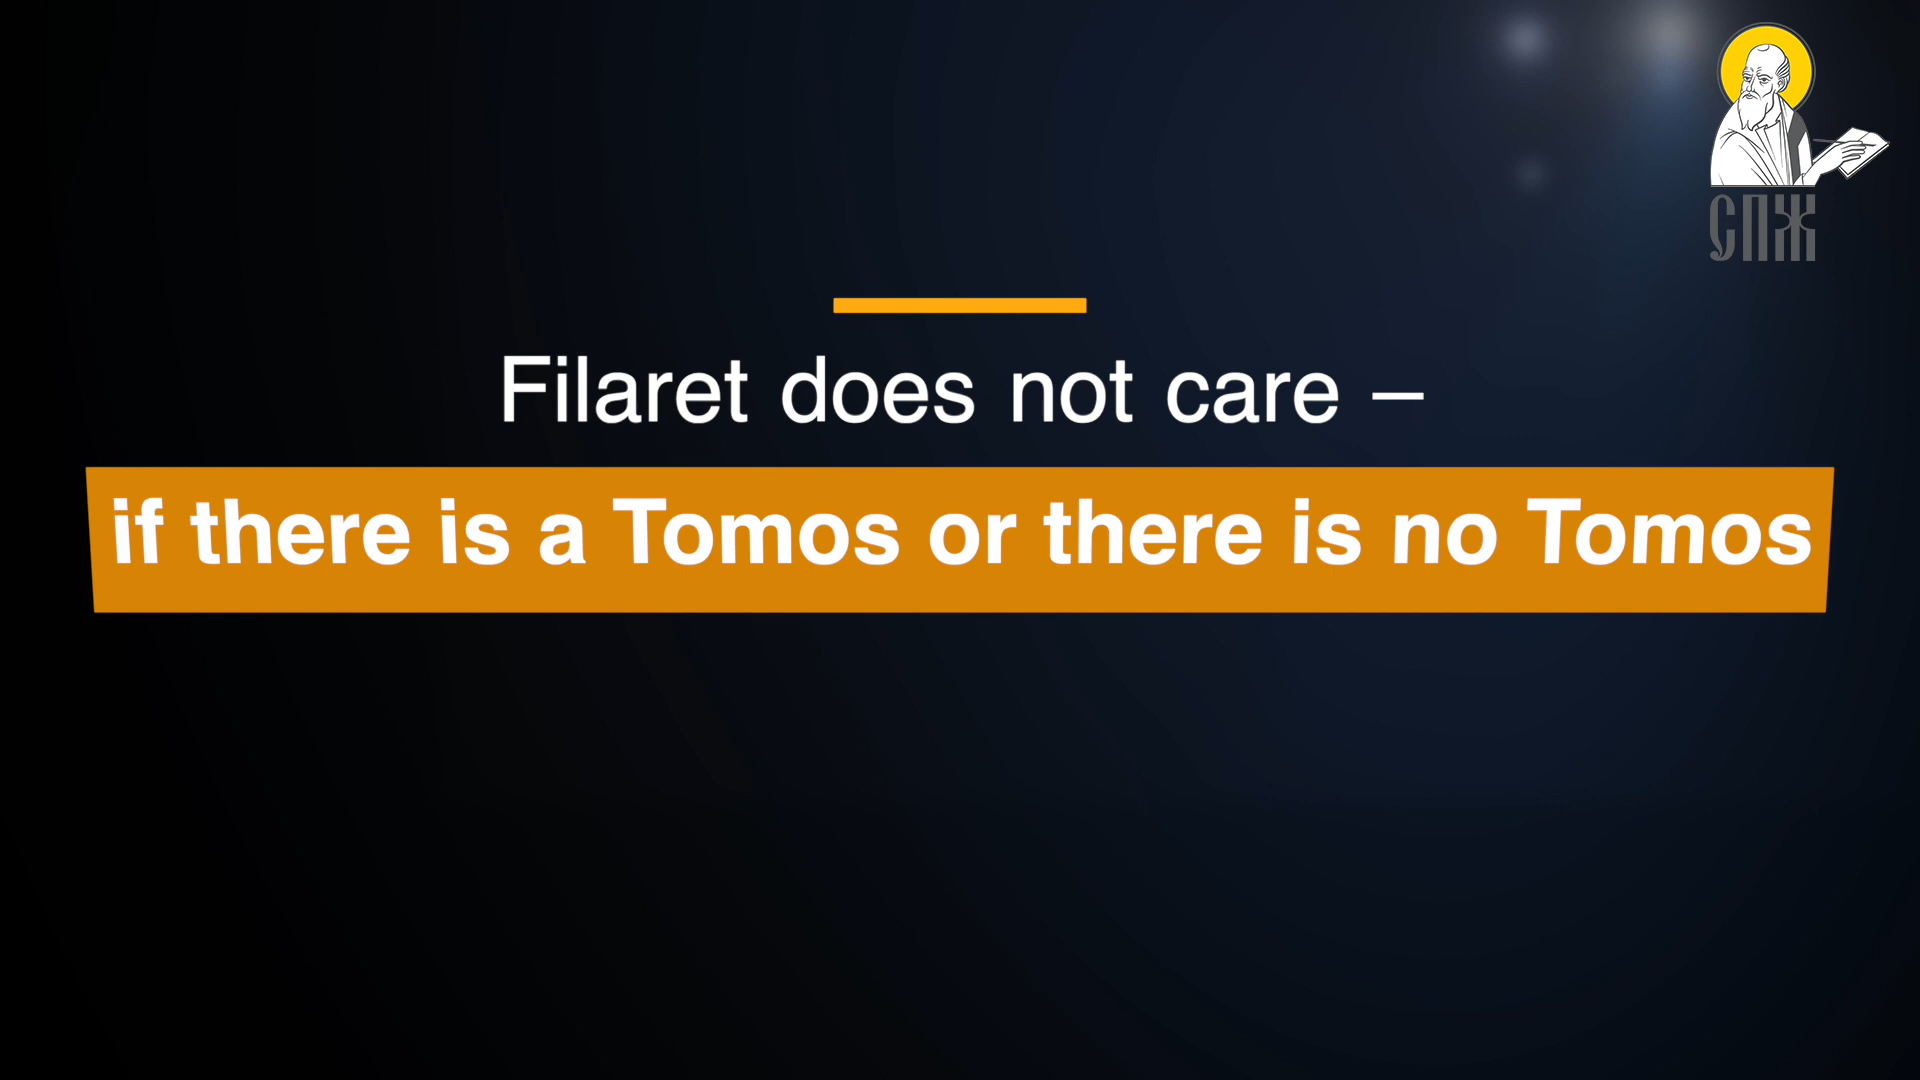 СПЖ
Filaret does not care –
if there is a Tomos or there is no Tomos